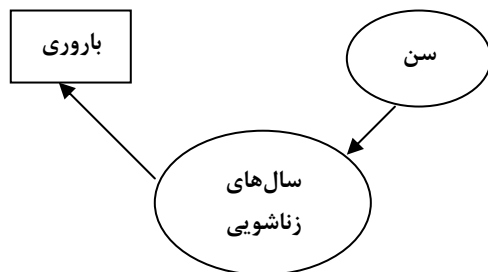 سن
باروری
سال‌های
زناشویی